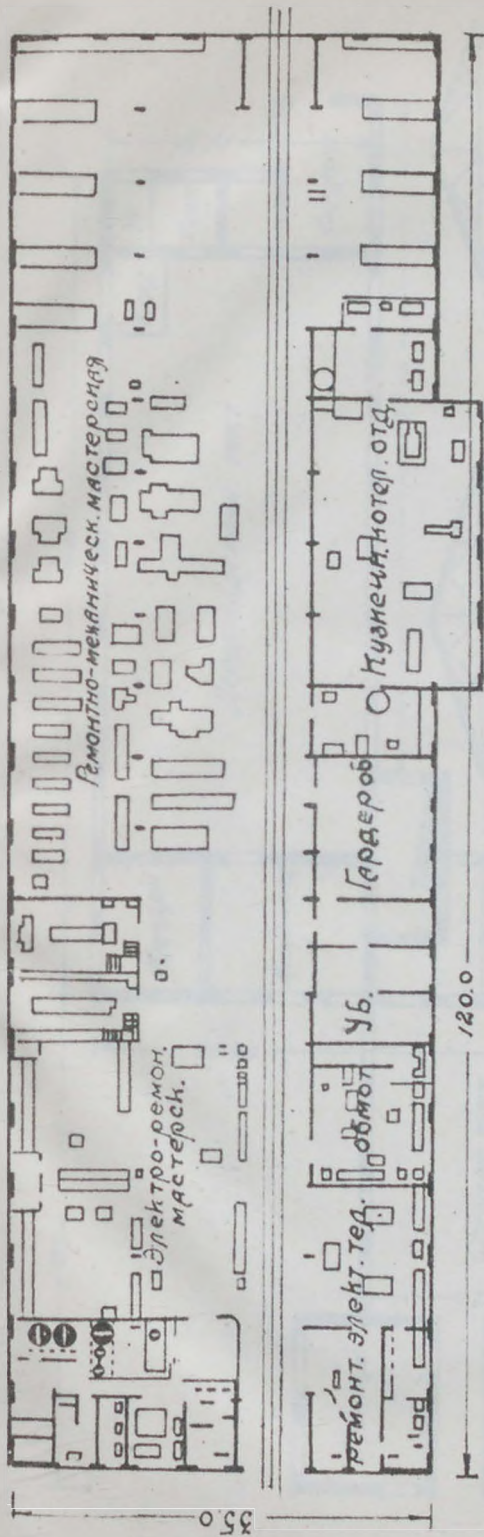 Ремонтно-механическ. мастерская
Электро-ремон.
мастерск.
Кузнечн. котел. отд.
Гардероб
Уб.
Обмот
ремонт. элект. тед.
120.0
35.0